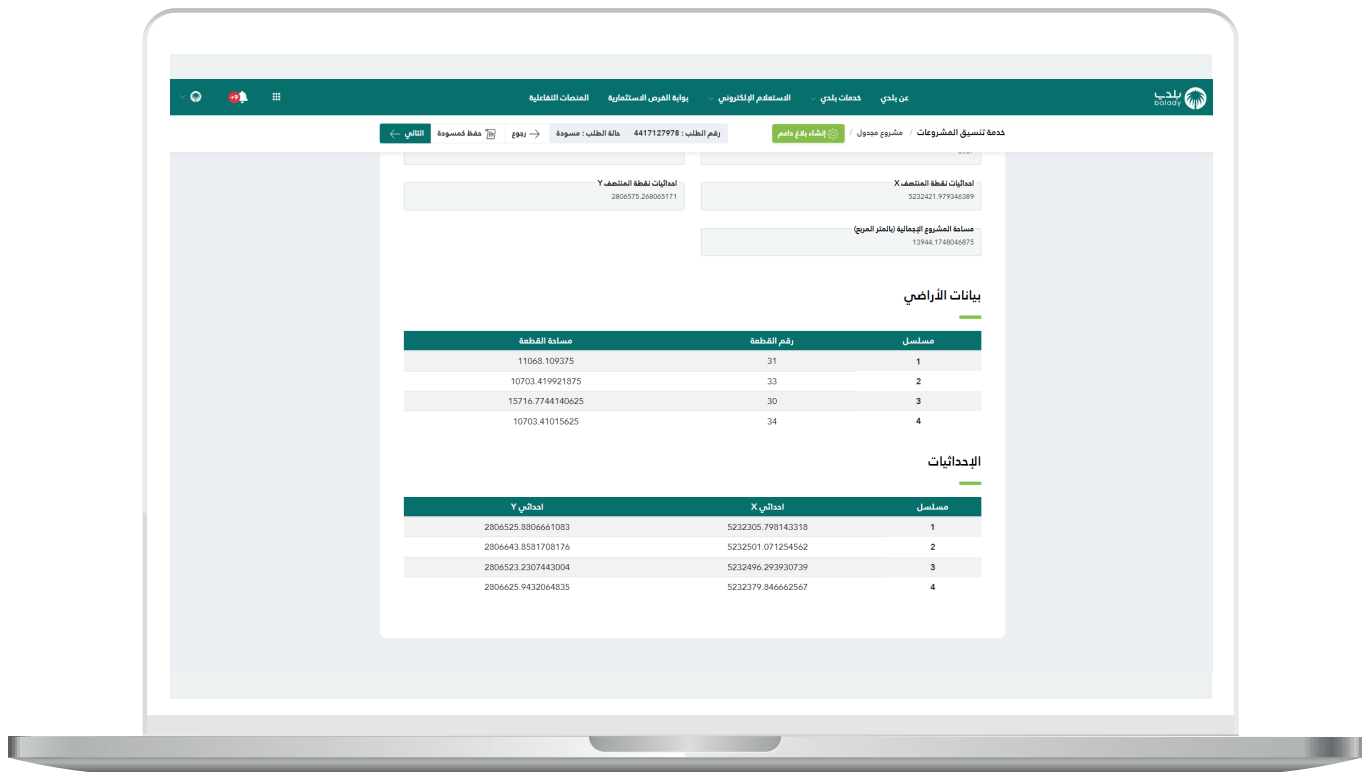 بلدي balady
عن بلدي خدمات بلدي الاستعلام الإلكتروني بوابة الفرص الاستثمارية المنصات التفاعلية +9
خدمة تنسيق المشروعات / مشروع مجدول / إنشاء بلاغ داعم رقم الطلب : 4417127978 حالة الطلب : مسودة رجوع حفظ كمسودة التالي
احداثيات نقطة المنتصف X احداثيات نقطة المنتصف Y
5232421.979346389 2806575.268065171
مساحة المشروع الإجمالية (بالمتر المربع)
13944.1748046875
بيانات الأراضي
مسلسل رقم القطعة مساحة القطعة
1 31 11068.109375
2 33 10703.419921875
3 30 15716.7744140625
4 34 10703.41015625
الإحداثيات
مسلسل احداثي X احداثي Y
1 5232305.798143318 2806525.8806661083
2 5232501.071254562 2806643.8581708176
3 5232496.293930739 2806523.2307443004
4 5232379.846662567 2806625.9432064835